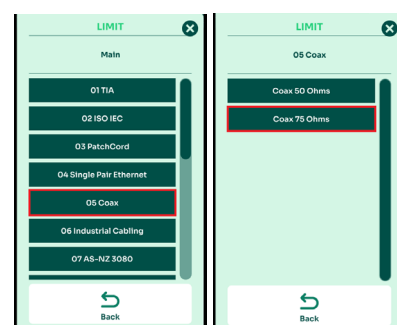 LIMIT
Main
01 TIA
02 ISO IEC
03 PatchCord
04 Single Pair Ethernet
05 Coax
06 Industrial Cabling
07 AS-NZ 3080
Back
LIMIT
05 Coax
Coax 50 Ohms
Coax 75 Ohms
Back